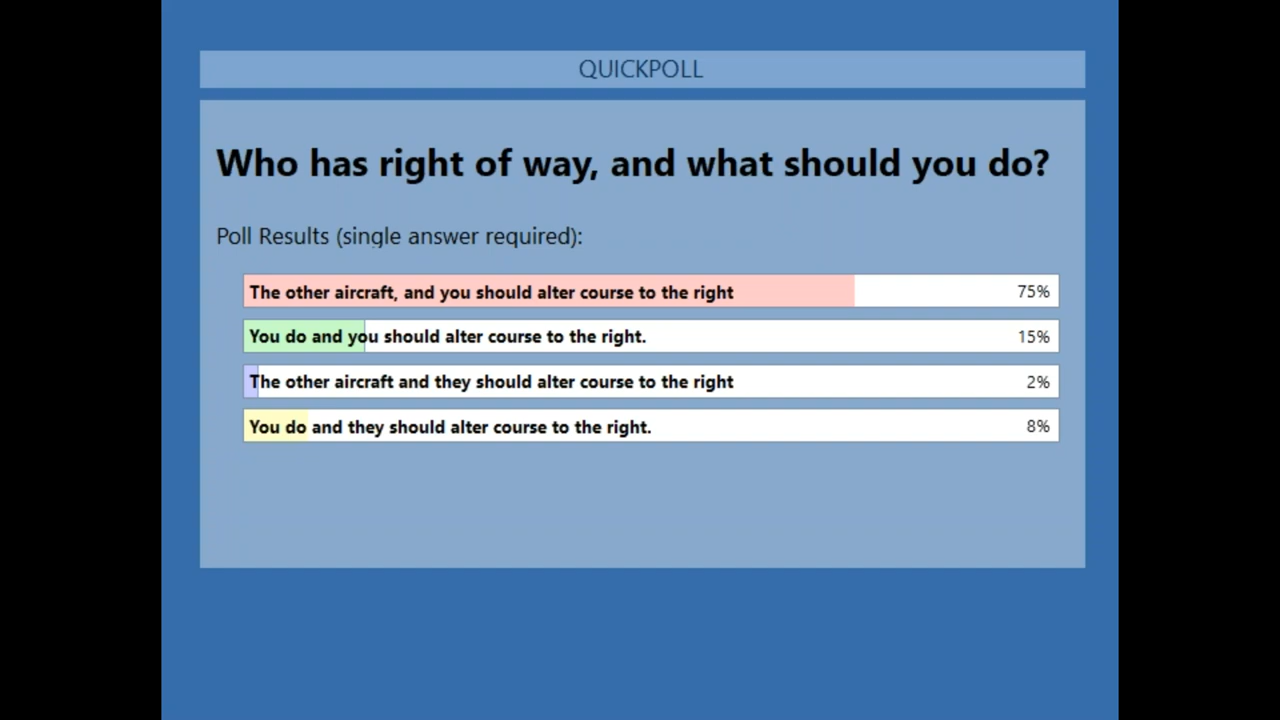 QUICKPOLL
Who has right of way, and what should you do?
Poll Results (single answer required):
The other aircraft, and you should alter course to the right 75%
You do and you should alter course to the right. 15%
The other aircraft and they should alter course to the right 2%
You do and they should alter course to the right. 8%